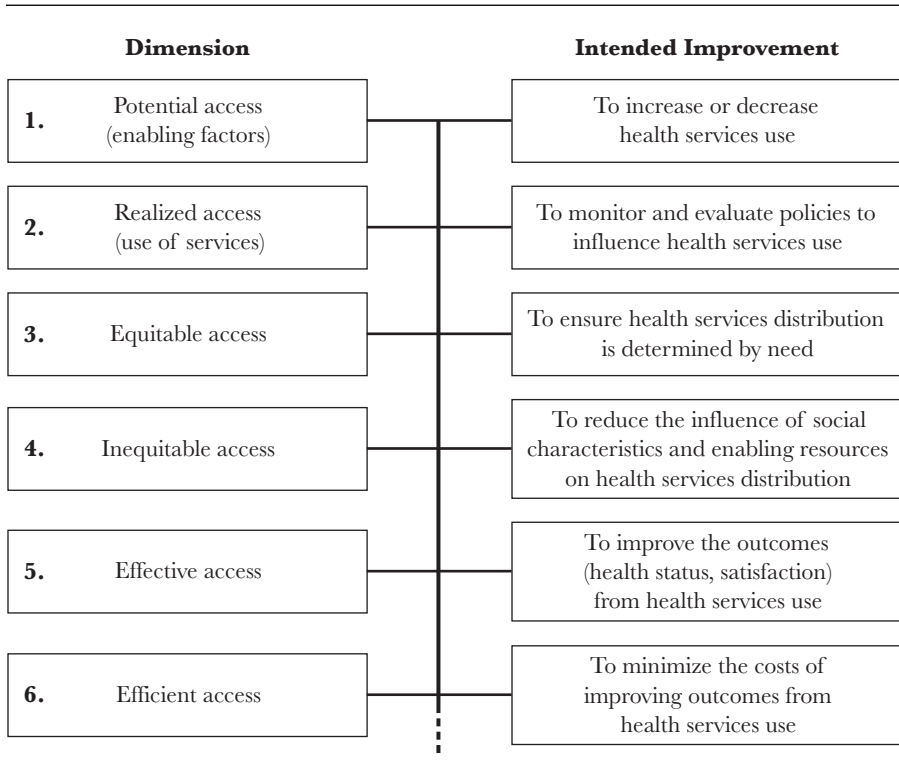 Dimension
Intended Improvement
1.
Potential access
(enabling factors)
To increase or decrease
health services use
2.
Realized access
(use of services)
To monitor and evaluate policies to
influence health services use
3.
Equitable access
To ensure health services distribution
is determined by need
4.
Inequitable access
To reduce the influence of social
characteristics and enabling resources
on health services distribution
5.
Effective access
To improve the outcomes
(health status, satisfaction)
from health services use
6.
Efficient access
To minimize the costs of
improving outcomes from
health services use